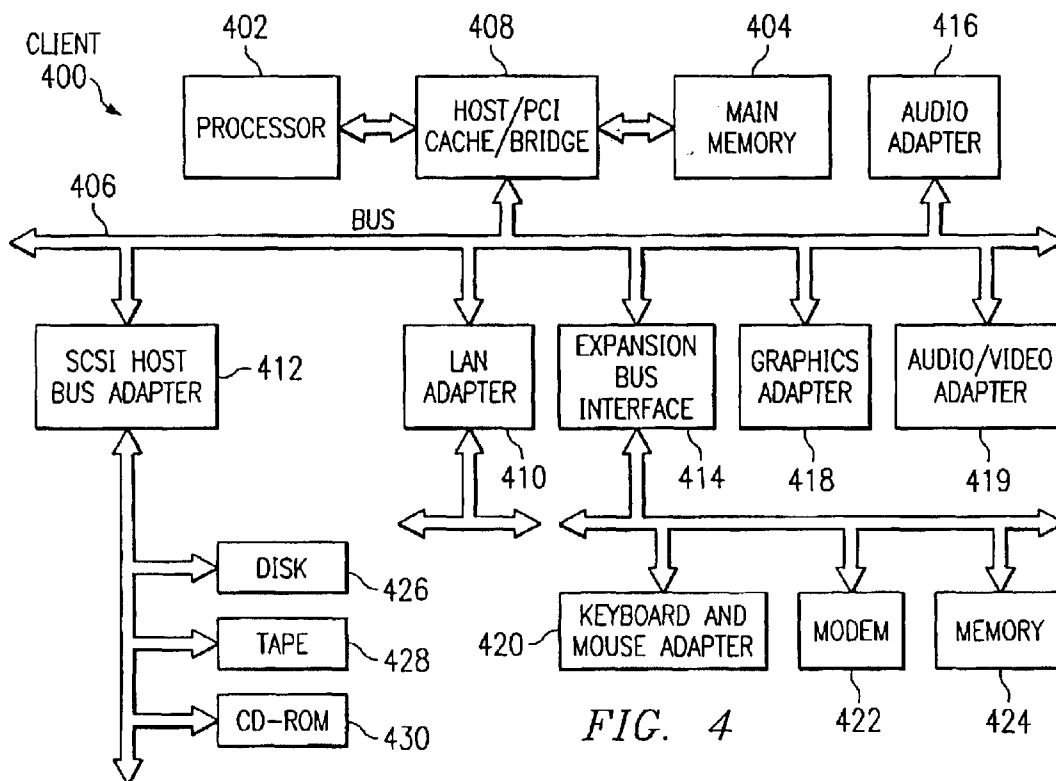 CLIENT
400
402
408
404
416
PROCESSOR
HOST/PCI
CACHE/BRIDGE
MAIN
MEMORY
AUDIO
ADAPTER
406
BUS
SCSI HOST
BUS ADAPTER
412
LAN
ADAPTER
410
EXPANSION
BUS
INTERFACE
414
GRAPHICS
ADAPTER
418
AUDIO/VIDEO
ADAPTER
419
DISK
426
TAPE
428
CD-ROM
430
420
KEYBOARD AND
MOUSE ADAPTER
MODEM
422
MEMORY
424
FIG. 4